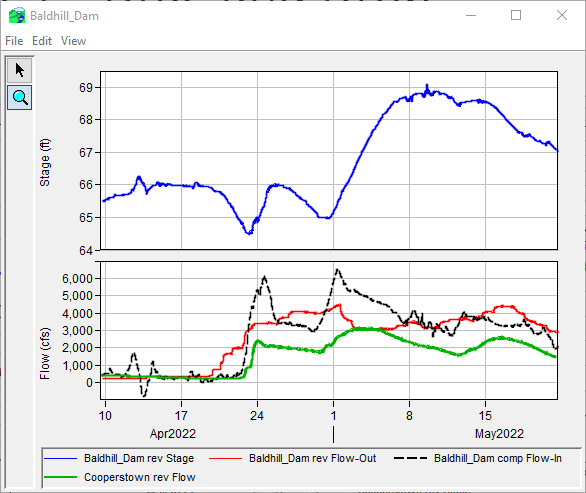 Baldhill_Dam
File Edit View
69
68
67
66
65
64
Stage (ft)
6,000
5,000
4,000
3,000
2,000
1,000
0
Flow (cfs)
10 17 24 1 8 15
Apr2022 May2022
Baldhill_Dam rev Stage Baldhill_Dam rev Flow-Out Baldhill_Dam comp Flow-In
Cooperstown rev Flow